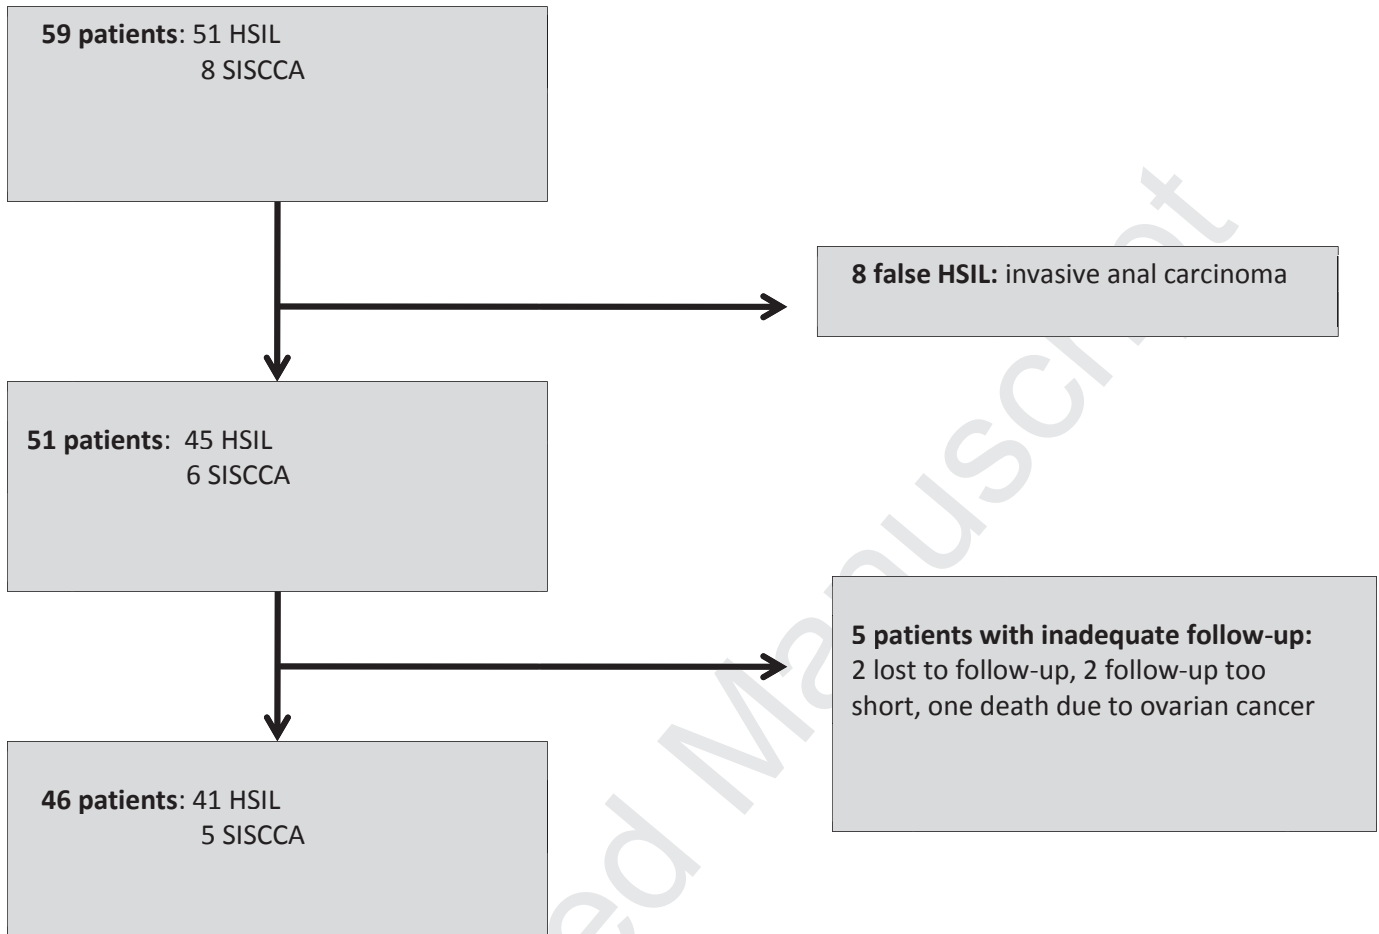 59 patients: 51 HSIL
8 SISCCA
8 false HSIL: invasive anal carcinoma
51 patients: 45 HSIL
6 SISCCA
5 patients with inadequate follow-up:
2 lost to follow-up, 2 follow-up too
short, one death due to ovarian cancer
46 patients: 41 HSIL
5 SISCCA
ed Manuscript